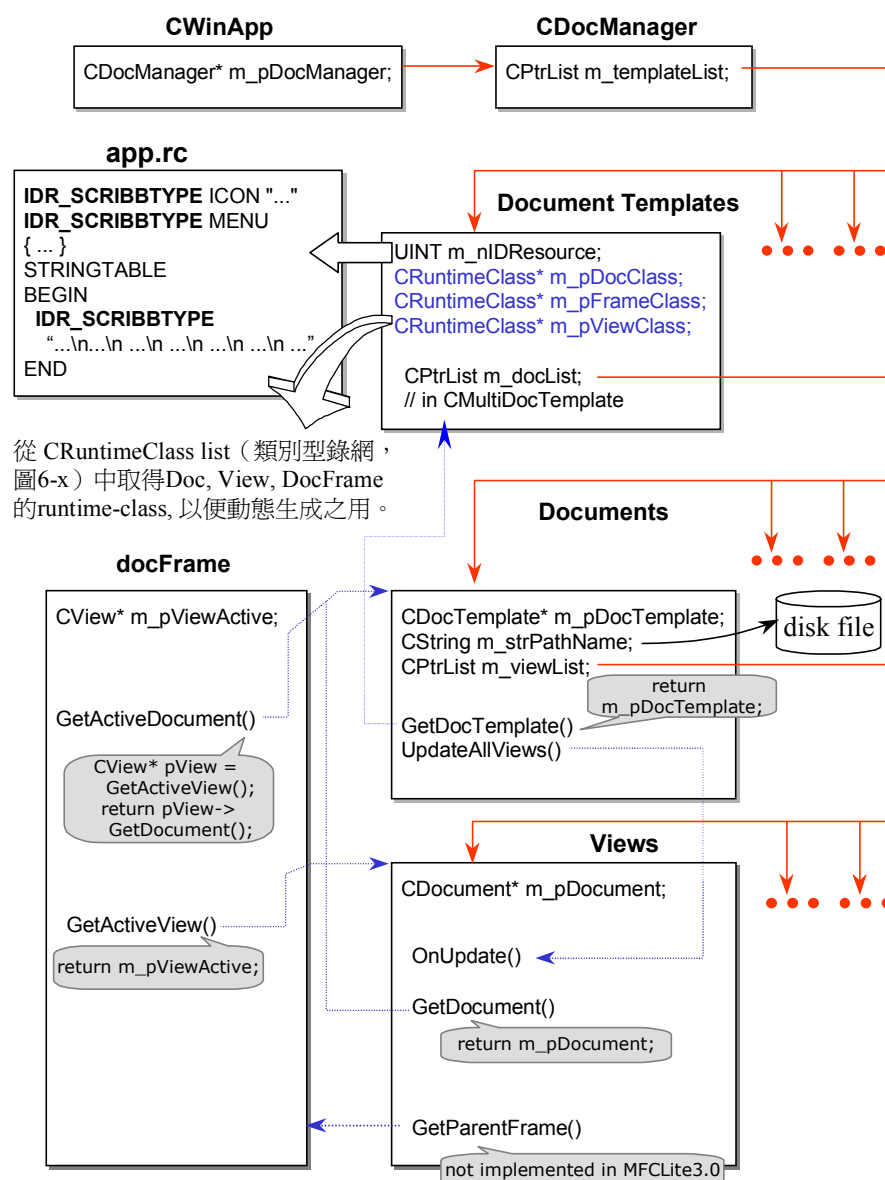 CWinApp
CDocManager* m_pDocManager;
CDocManager
CPtrList m_templateList;
app.rc
IDR_SCRIBBTYPE ICON "..."
IDR_SCRIBBTYPE MENU
{ ... }
STRINGTABLE
BEGIN
IDR_SCRIBBTYPE
“...\n...\n ...\n ...\n ...\n ...\n ...”
END
Document Templates
UINT m_nIDResource;
CRuntimeClass* m_pDocClass;
CRuntimeClass* m_pFrameClass;
CRuntimeClass* m_pViewClass;
CPtrList m_docList;
// in CMultiDocTemplate
從 CRuntimeClass list（類別型錄網，
圖6-x）中取得Doc, View, DocFrame
的runtime-class, 以便動態生成之用。
docFrame
CView* m_pViewActive;
GetActiveDocument()
CView* pView =
GetActiveView();
return pView->
GetDocument();
GetActiveView()
return m_pViewActive;
Documents
CDocTemplate* m_pDocTemplate;
CString m_strPathName;
CPtrList m_viewList;
disk file
return
m_pDocTemplate;
GetDocTemplate()
UpdateAllViews()
Views
CDocument* m_pDocument;
OnUpdate()
GetDocument()
return m_pDocument;
GetParentFrame()
not implemented in MFCLite3.0